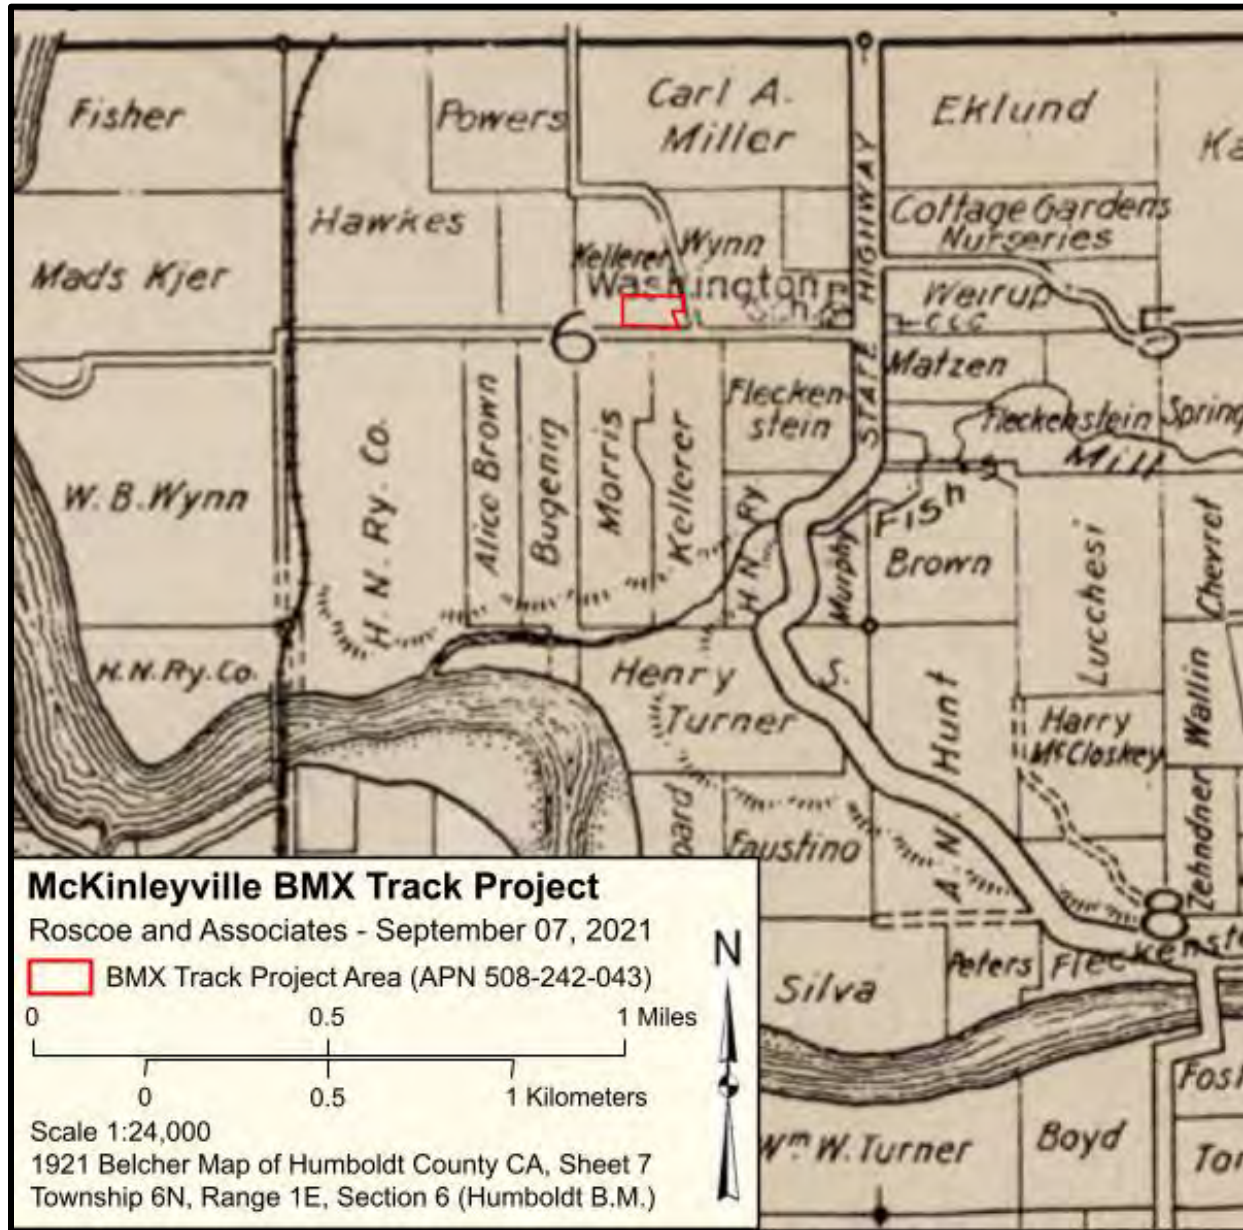 Fisher
Powers
Carl A.
Miller
Eklund
Hawkes
Mads Kjer
Kellerer
Wynn
Washington
Sch.
STATE HIGHWAY
Cottage Gardens
Nurseries
Weirup
6
5
Matzen
Flecken-
stein
Fleckenstein
Spring
Mill
W.B.Wynn
H. N. Ry. Co.
Alice Brown
Bugenin
Morris
Kellerer
H. N. Ry
Murphy
Fish
Brown
Lucchesi
Chevret
H.N.Ry.Co.
Henry
Turner
S.
A. N. Hunt
Harry
McCloskey
Wallin
Zehndner
Faustino
8
Silva
Peters
Wm W. Turner
Boyd
McKinleyville BMX Track Project
Roscoe and Associates - September 07, 2021
BMX Track Project Area (APN 508-242-043)
0 0.5 1 Miles
0 0.5 1 Kilometers
Scale 1:24,000
1921 Belcher Map of Humboldt County CA, Sheet 7
Township 6N, Range 1E, Section 6 (Humboldt B.M.)
N